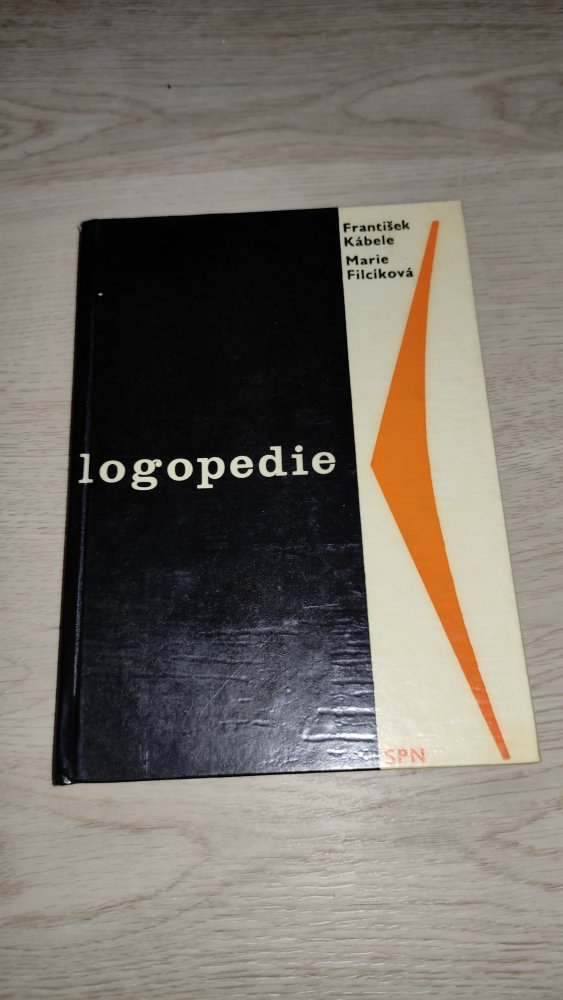 František
Kábele
Marie
Filcíková
logopedie
SPN